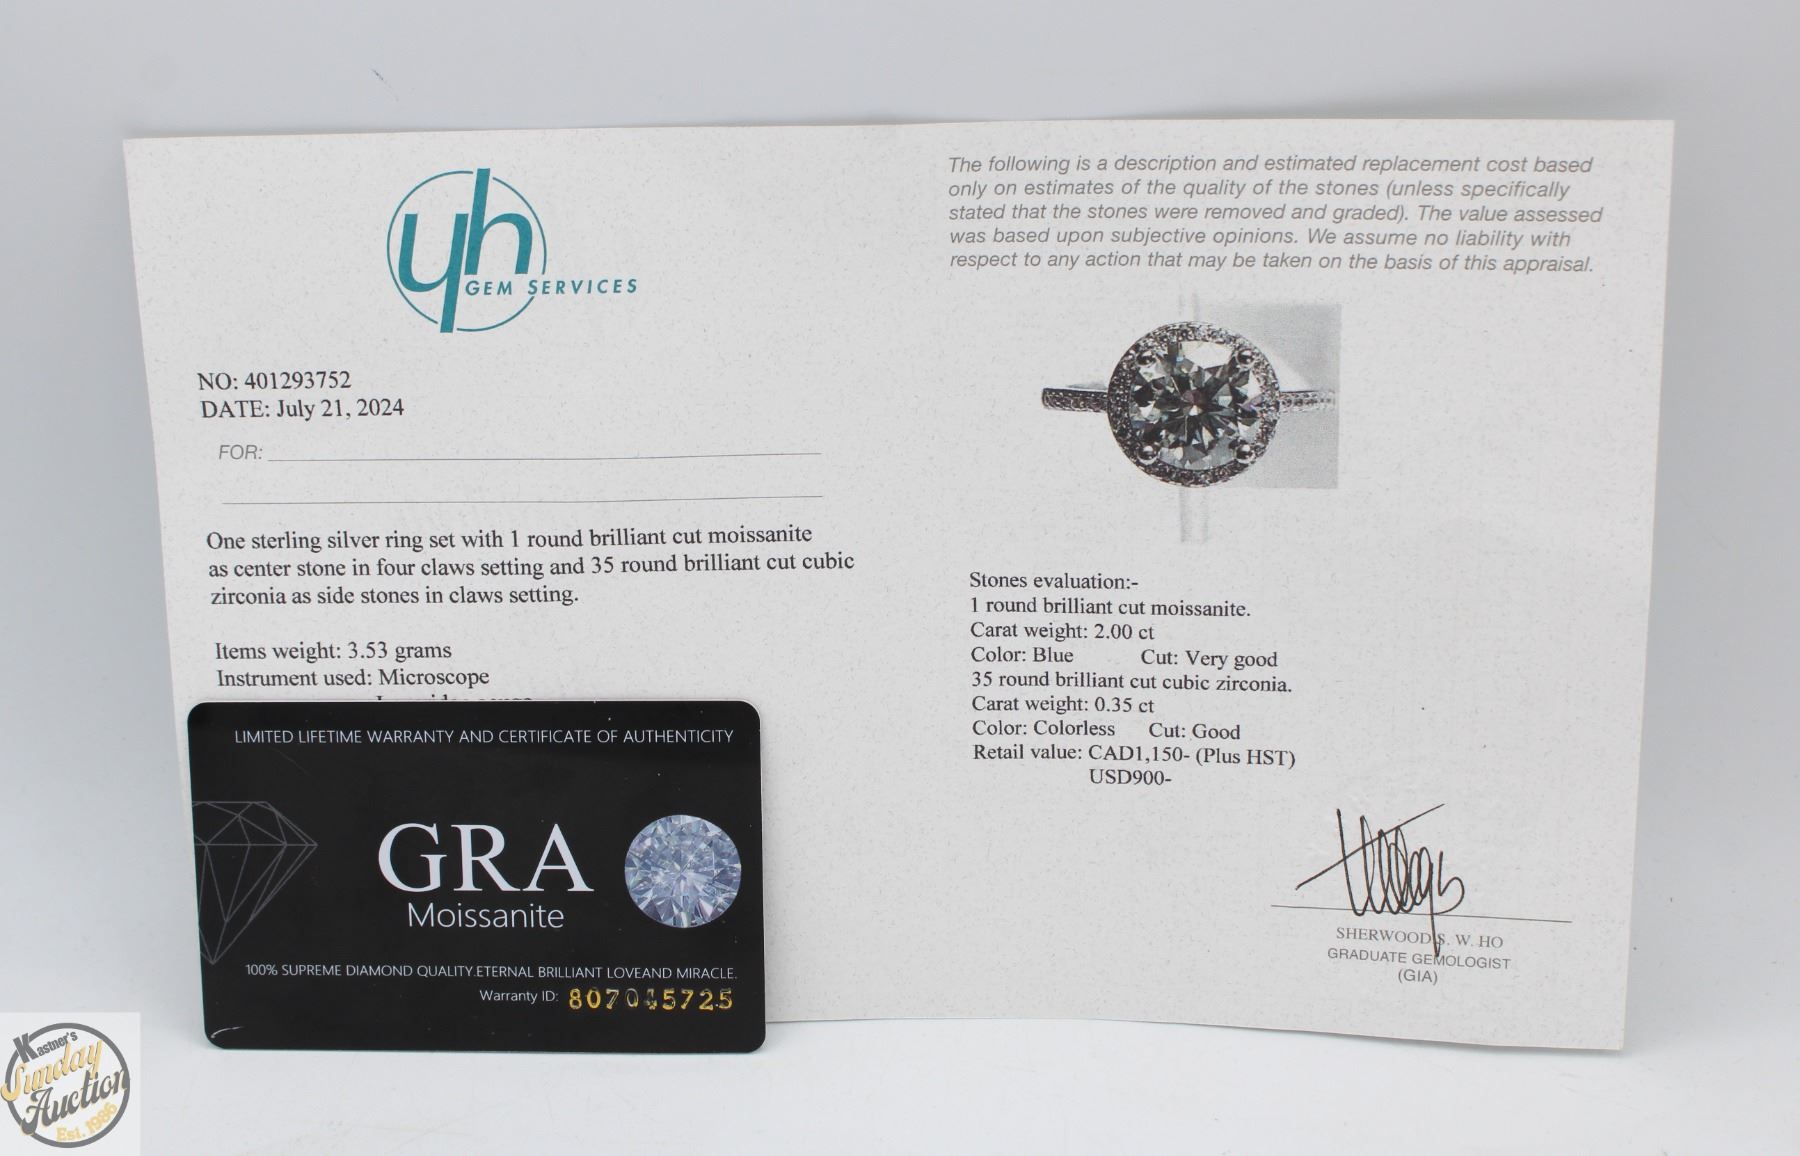 yh
GEM SERVICES
NO: 401293752
DATE: July 21, 2024
FOR:
One sterling silver ring set with 1 round brilliant cut moissanite
as center stone in four claws setting and 35 round brilliant cut cubic
zirconia as side stones in claws setting.
Items weight: 3.53 grams
Instrument used: Microscope
The following is a description and estimated replacement cost based
only on estimates of the quality of the stones (unless specifically
stated that the stones were removed and graded). The value assessed
was based upon subjective opinions. We assume no liability with
respect to any action that may be taken on the basis of this appraisal.
Stones evaluation:-
1 round brilliant cut moissanite.
Carat weight: 2.00 ct
Color: Blue Cut: Very good
35 round brilliant cut cubic zirconia.
Carat weight: 0.35 ct
Color: Colorless Cut: Good
Retail value: CAD1,150- (Plus HST)
USD900-
SHERWOOD S. W. HO
GRADUATE GEMOLOGIST
(GIA)
LIMITED LIFETIME WARRANTY AND CERTIFICATE OF AUTHENTICITY
GRA
Moissanite
100% SUPREME DIAMOND QUALITY.ETERNAL BRILLIANT LOVEAND MIRACLE.
Warranty ID: 807045725
Kastner's
Sunday
Auction
Est. 1986